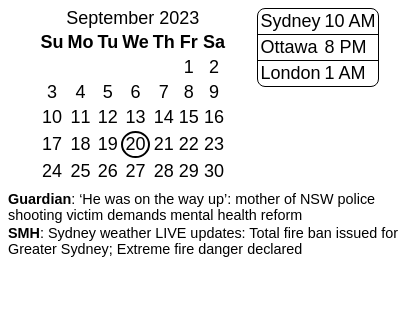 September 2023
Su Mo Tu We Th Fr Sa
1 2
3 4 5 6 7 8 9
10 11 12 13 14 15 16
17 18 19 20 21 22 23
24 25 26 27 28 29 30
Sydney 10 AM
Ottawa 8 PM
London 1 AM
Guardian: ‘He was on the way up’: mother of NSW police
shooting victim demands mental health reform
SMH: Sydney weather LIVE updates: Total fire ban issued for
Greater Sydney; Extreme fire danger declared